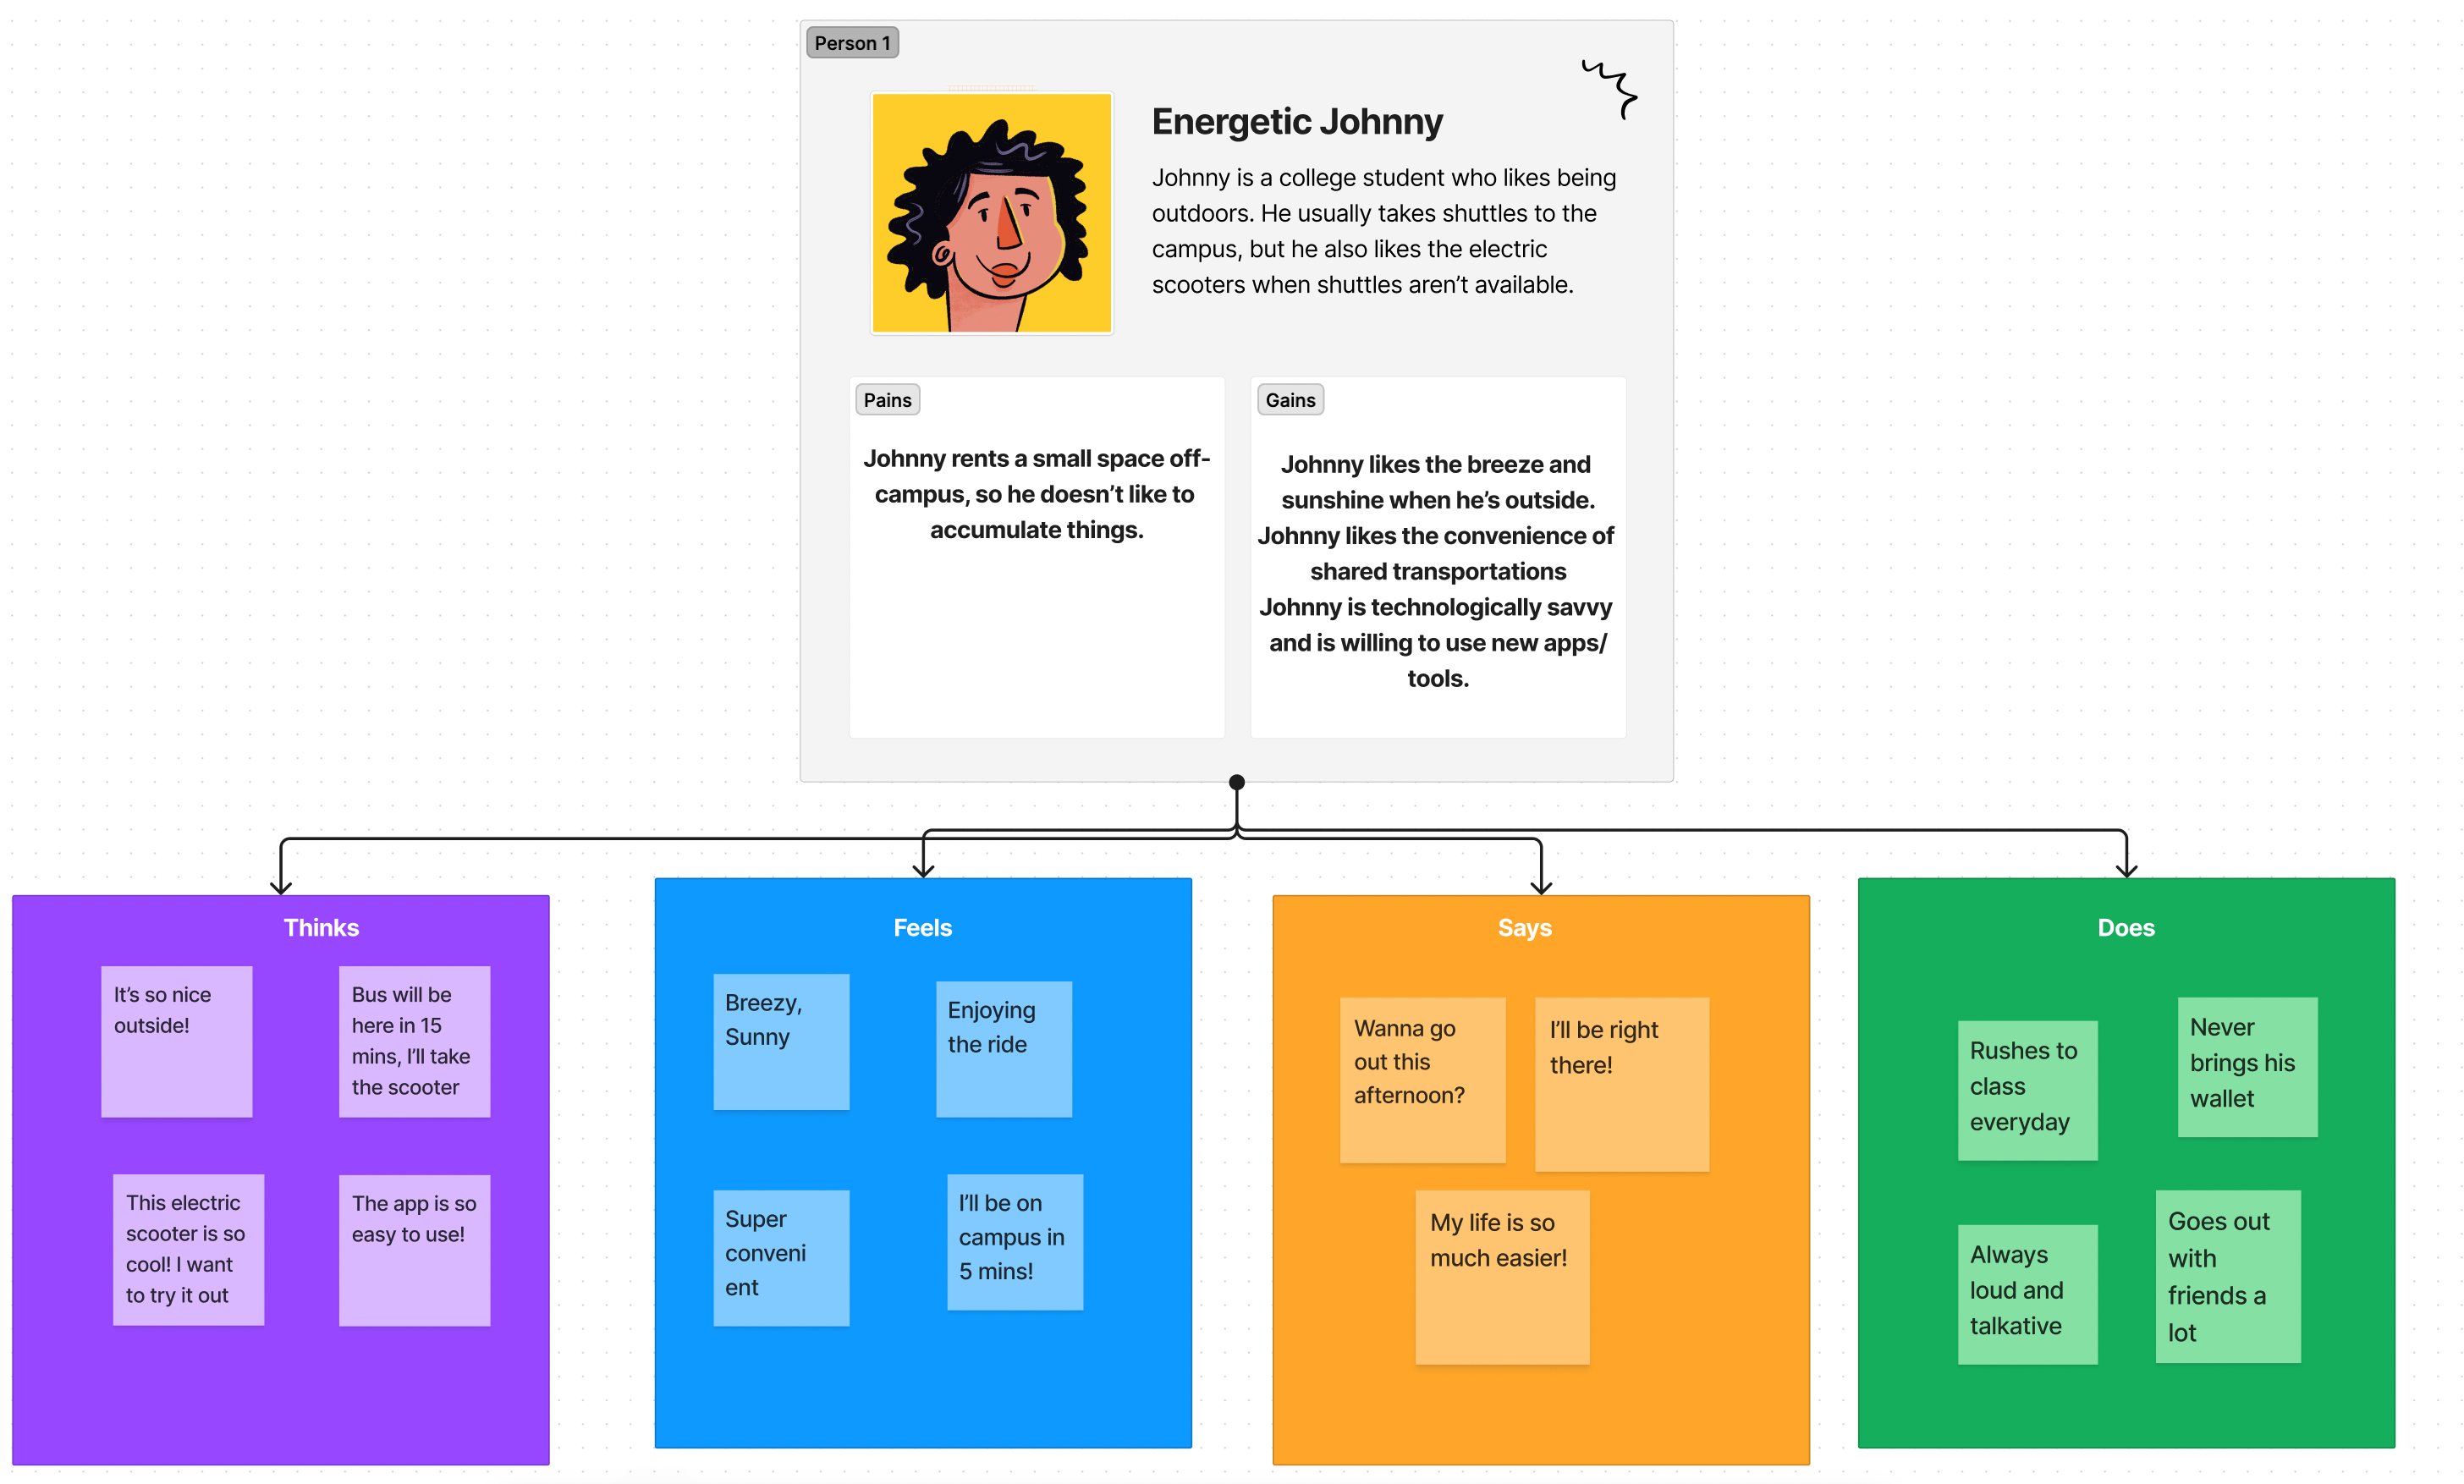 Person 1
Energetic Johnny
Johnny is a college student who likes being
outdoors. He usually takes shuttles to the
campus, but he also likes the electric
scooters when shuttles aren’t available.
Pains
Johnny rents a small space off-
campus, so he doesn’t like to
accumulate things.
Gains
Johnny likes the breeze and
sunshine when he’s outside.
Johnny likes the convenience of
shared transportations
Johnny is technologically savvy
and is willing to use new apps/
tools.
Thinks
It’s so nice
outside!
Bus will be
here in 15
mins, I’ll take
the scooter
This electric
scooter is so
cool! I want
to try it out
The app is so
easy to use!
Feels
Breezy,
Sunny
Enjoying
the ride
Super
conveni
ent
I’ll be on
campus in
5 mins!
Says
Wanna go
out this
afternoon?
I’ll be right
there!
My life is so
much easier!
Does
Rushes to
class
everyday
Never
brings his
wallet
Always
loud and
talkative
Goes out
with
friends a
lot